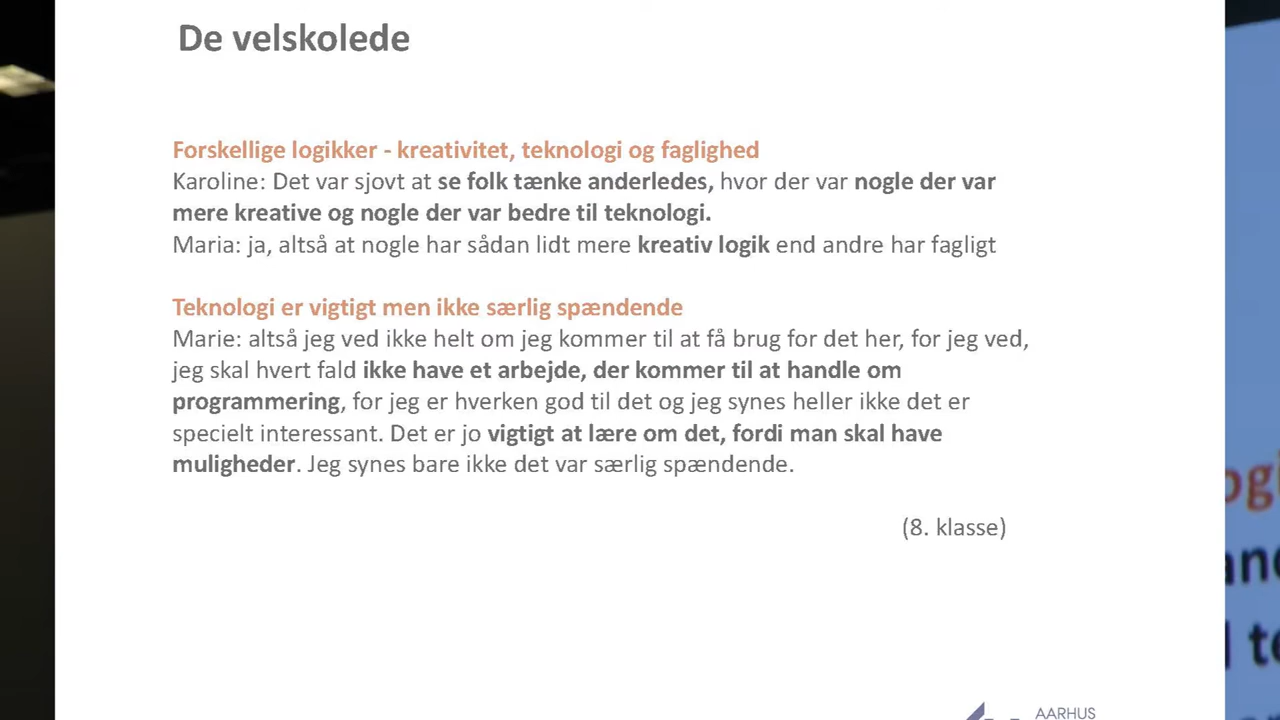 De velskolede
Forskellige logikker - kreativitet, teknologi og faglighed
Karoline: Det var sjovt at se folk tænke anderledes, hvor der var nogle der var
mere kreative og nogle der var bedre til teknologi.
Maria: ja, altså at nogle har sådan lidt mere kreativ logik end andre har fagligt
Teknologi er vigtigt men ikke særlig spændende
Marie: altså jeg ved ikke helt om jeg kommer til at få brug for det her, for jeg ved,
jeg skal hvert fald ikke have et arbejde, der kommer til at handle om
programmering, for jeg er hverken god til det og jeg synes heller ikke det er
specielt interessant. Det er jo vigtigt at lære om det, fordi man skal have
muligheder. Jeg synes bare ikke det var særlig spændende.
(8. klasse)
AARHUS